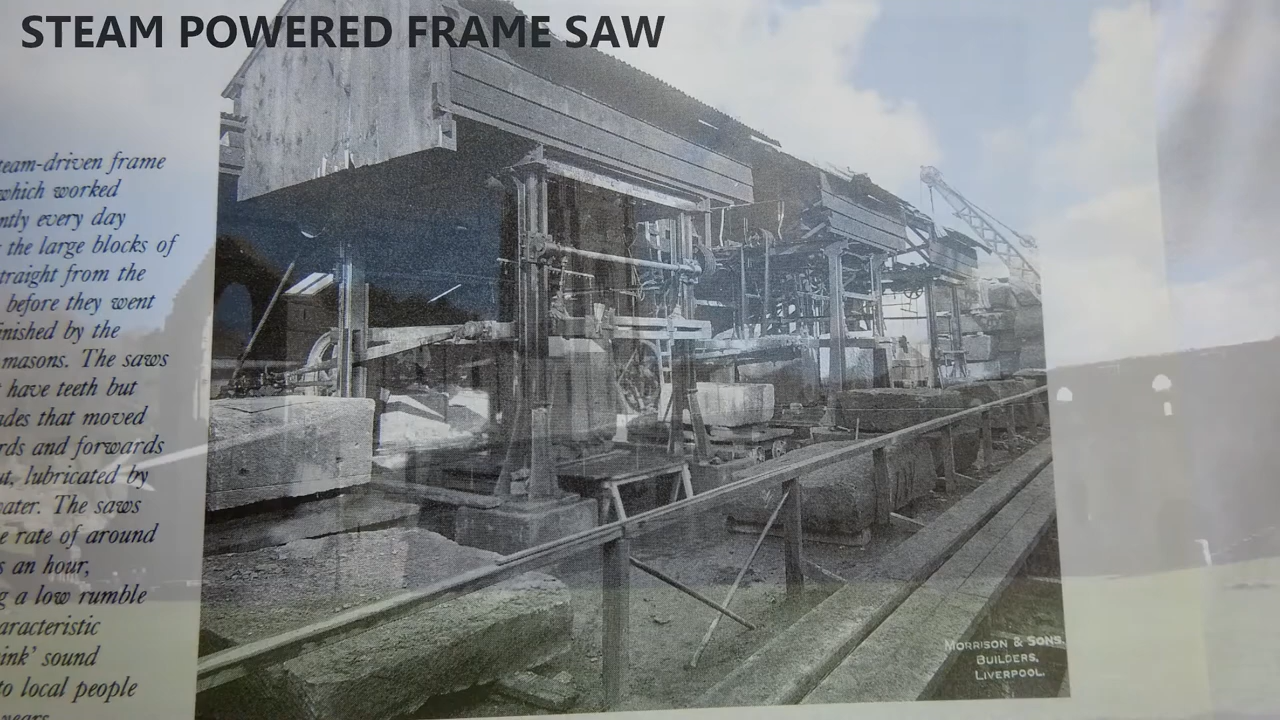 STEAM POWERED FRAME SAW
team-driven frame
which worked
ntly every day
the large blocks of
traight from the
before they went
inished by the
masons. The saws
have teeth but
ades that moved
rds and forwards
ut, lubricated by
water. The saws
e rate of around
s an hour,
g a low rumble
aracteristic
ink' sound
to local people
years
MORRISON & SONS,
BUILDERS,
LIVERPOOL.